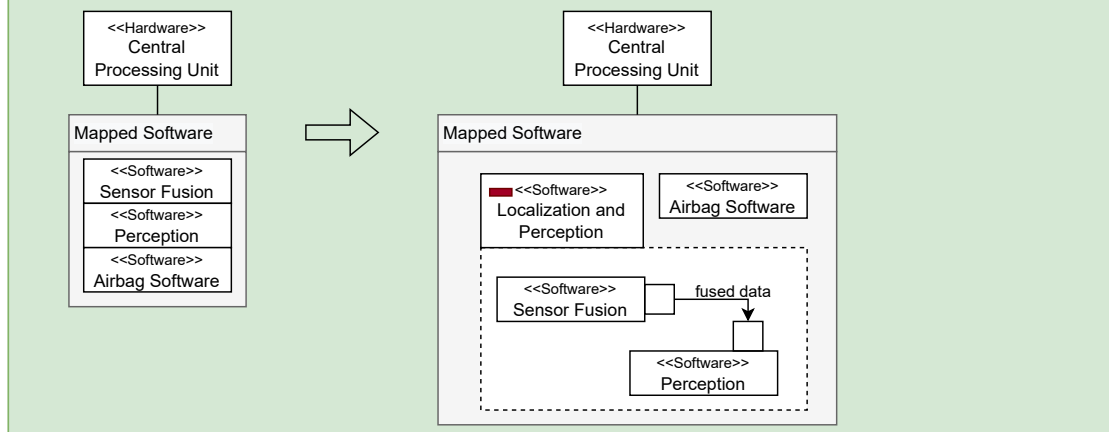 <<Hardware>>
Central
Processing Unit
Mapped Software
<<Software>>
Sensor Fusion
<<Software>>
Perception
<<Software>>
Airbag Software
<<Hardware>>
Central
Processing Unit
Mapped Software
<<Software>>
Localization and
Perception
<<Software>>
Airbag Software
<<Software>>
Sensor Fusion
fused data
<<Software>>
Perception